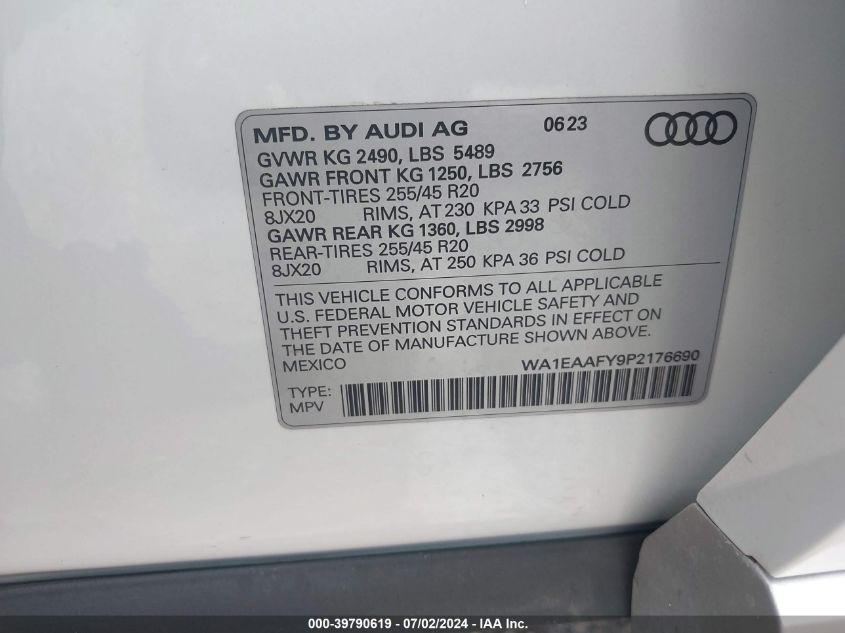 MFD. BY AUDI AG 0623
GVWR KG 2490, LBS 5489
GAWR FRONT KG 1250, LBS 2756
FRONT-TIRES 255/45 R20
8JX20 RIMS, AT 230 KPA 33 PSI COLD
GAWR REAR KG 1360, LBS 2998
REAR-TIRES 255/45 R20
8JX20 RIMS, AT 250 KPA 36 PSI COLD
THIS VEHICLE CONFORMS TO ALL APPLICABLE
U.S. FEDERAL MOTOR VEHICLE SAFETY AND
THEFT PREVENTION STANDARDS IN EFFECT ON
THE DATE OF MANUFACTURE SHOWN ABOVE.
MEXICO WA1EAAFY9P2176690
TYPE:
MPV
000-39790619 - 07/02/2024 - IAA Inc.